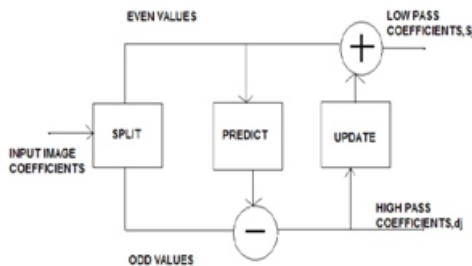 EVEN VALUES
LOW PASS
COEFFICIENTS,S
+
SPLIT
PREDICT
UPDATE
INPUT IMAGE
COEFFICIENTS
−
HIGH PASS
COEFFICIENTS,dj
ODD VALUES